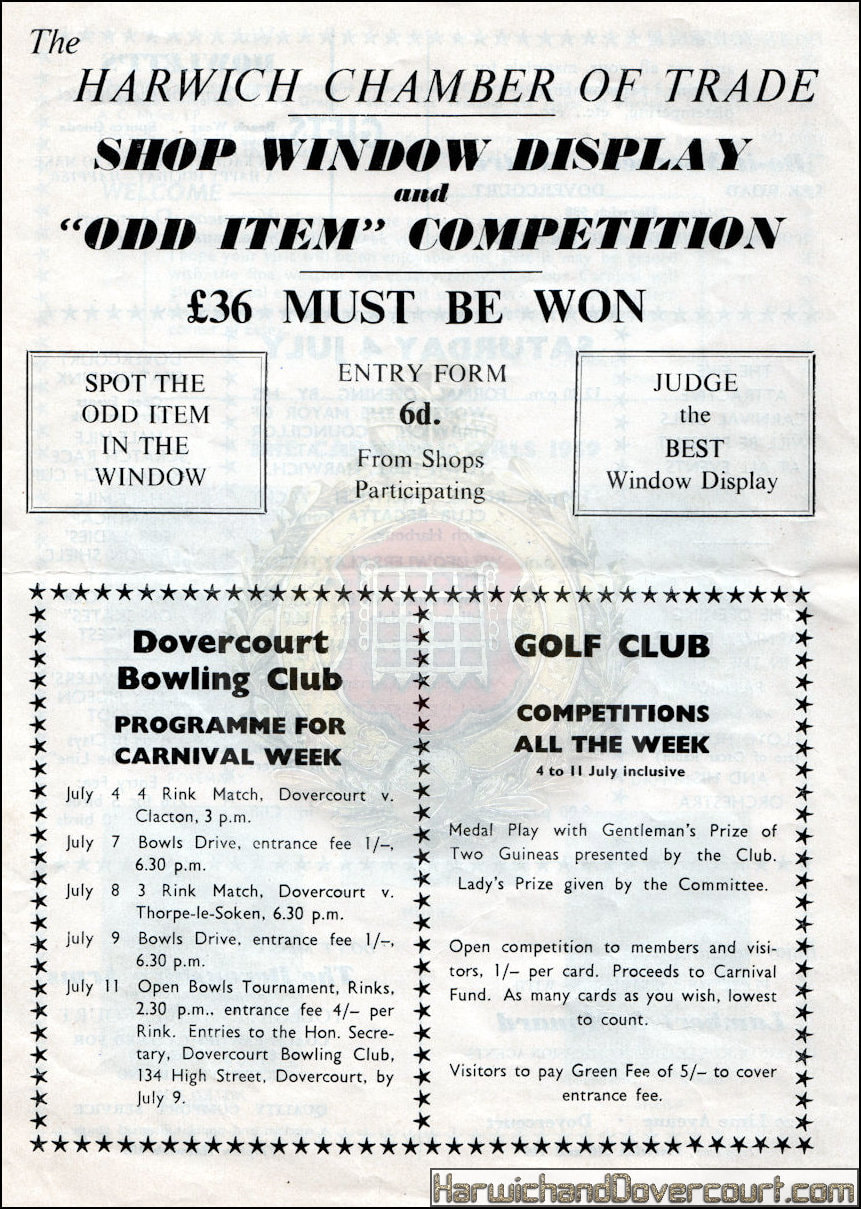 The
HARWICH CHAMBER OF TRADE
SHOP WINDOW DISPLAY
and
“ODD ITEM” COMPETITION
£36 MUST BE WON
SPOT THE
ODD ITEM
IN THE
WINDOW
ENTRY FORM
6d.
From Shops
Participating
JUDGE
the
BEST
Window Display
Dovercourt
Bowling Club
PROGRAMME FOR
CARNIVAL WEEK
July 4 4 Rink Match, Dovercourt v.
Clacton, 3 p.m.
July 7 Bowls Drive, entrance fee 1/–,
6.30 p.m.
July 8 3 Rink Match, Dovercourt v.
Thorpe-le-Soken, 6.30 p.m.
July 9 Bowls Drive, entrance fee 1/–,
6.30 p.m.
July 11 Open Bowls Tournament, Rinks,
2.30 p.m., entrance fee 4/– per
Rink. Entries to the Hon. Secre-
tary, Dovercourt Bowling Club,
134 High Street, Dovercourt, by
July 9.
GOLF CLUB
COMPETITIONS
ALL THE WEEK
4 to 11 July inclusive
Medal Play with Gentleman’s Prize of
Two Guineas presented by the Club.
Lady’s Prize given by the Committee.
Open competition to members and visi-
tors, 1/– per card. Proceeds to Carnival
Fund. As many cards as you wish, lowest
to count.
Visitors to pay Green Fee of 5/– to cover
entrance fee.
HarwichandDovercourt.com